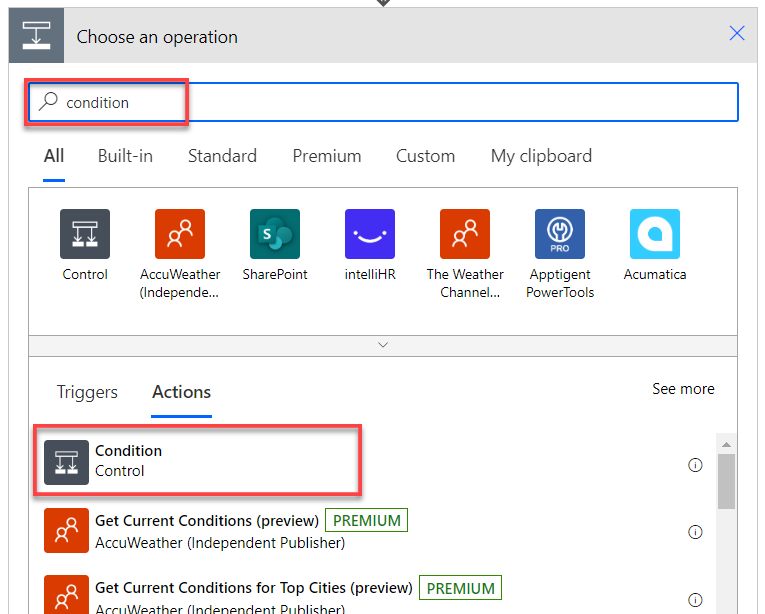 Choose an operation
condition
All Built-in Standard Premium Custom My clipboard
S
PRO
Control AccuWeather SharePoint intelliHR The Weather Apptigent Acumatica
(Independe... Channel... PowerTools
Triggers Actions See more
Condition
Control
Get Current Conditions (preview) PREMIUM
AccuWeather (Independent Publisher)
Get Current Conditions for Top Cities (preview) PREMIUM
AccuWeather (Independent Publisher)